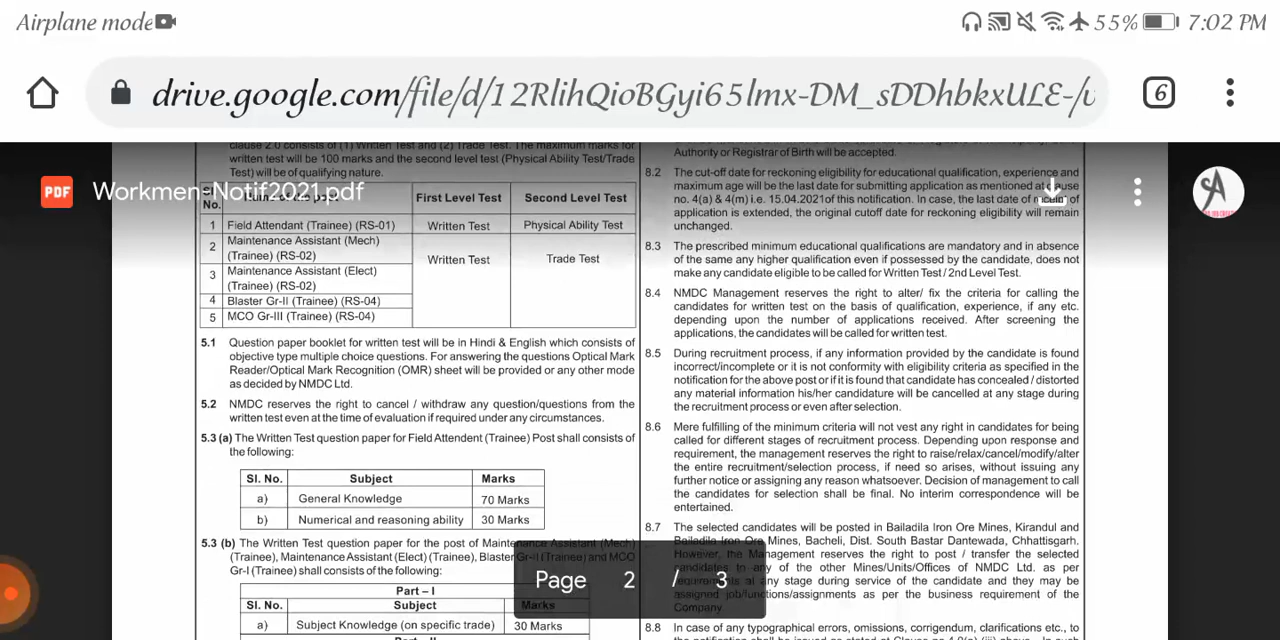 Airplane mode
55% 7:02 PM
drive.google.com/file/d/12RlihQioBGyi65lmx-DM_sDDhbkxULE-/v
6
PDF Workmen-Notif2021.pdf
clause 2.0 consists of (1) Written Test and (2) Trade Test. The maximum marks for
written test will be 100 marks and the second level test (Physical Ability Test/Trade
Test) will be of qualifying nature.
No. First Level Test Second Level Test
1 Field Attendant (Trainee) (RS-01) Written Test Physical Ability Test
2 Maintenance Assistant (Mech)
(Trainee) (RS-02)
Written Test Trade Test
3 Maintenance Assistant (Elect)
(Trainee) (RS-02)
4 Blaster Gr-II (Trainee) (RS-04)
5 MCO Gr-III (Trainee) (RS-04)
5.1 Question paper booklet for written test will be in Hindi & English which consists of
objective type multiple choice questions. For answering the questions Optical Mark
Reader/Optical Mark Recognition (OMR) sheet will be provided or any other mode
as decided by NMDC Ltd.
5.2 NMDC reserves the right to cancel / withdraw any question/questions from the
written test even at the time of evaluation if required under any circumstances.
5.3 (a) The Written Test question paper for Field Attendent (Trainee) Post shall consists of
the following:
Sl. No. Subject Marks
a) General Knowledge 70 Marks
b) Numerical and reasoning ability 30 Marks
5.3 (b) The Written Test question paper for the post of Maintenance Assistant (Mech)
(Trainee), Maintenance Assistant (Elect) (Trainee), Blaster Gr-II (Trainee) and MCO
Gr-I (Trainee) shall consists of the following:
Part – I
Sl. No. Subject Marks
a) Subject Knowledge (on specific trade) 30 Marks
Authority or Registrar of Birth will be accepted.
8.2 The cut-off date for reckoning eligibility for educational qualification, experience and
maximum age will be the last date for submitting application as mentioned at clause
no. 4(a) & 4(m) i.e. 15.04.2021of this notification. In case, the last date of
application is extended, the original cutoff date for reckoning eligibility will remain
unchanged.
8.3 The prescribed minimum educational qualifications are mandatory and in absence
of the same any higher qualification even if possessed by the candidate, does not
make any candidate eligible to be called for Written Test / 2nd Level Test.
8.4 NMDC Management reserves the right to alter/ fix the criteria for calling the
candidates for written test on the basis of qualification, experience, if any etc.
depending upon the number of applications received. After screening the
applications, the candidates will be called for written test.
8.5 During recruitment process, if any information provided by the candidate is found
incorrect/incomplete or it is not conformity with eligibility criteria as specified in the
notification for the above post or if it is found that candidate has concealed / distorted
any material information his/her candidature will be cancelled at any stage during
the recruitment process or even after selection.
8.6 Mere fulfilling of the minimum criteria will not vest any right in candidates for being
called for different stages of recruitment process. Depending upon response and
requirement, the management reserves the right to raise/relax/cancel/modify/alter
the entire recruitment/selection process, if need so arises, without issuing any
further notice or assigning any reason whatsoever. Decision of management to call
the candidates for selection shall be final. No interim correspondence will be
entertained.
8.7 The selected candidates will be posted in Bailadila Iron Ore Mines, Kirandul and
Bailadila Iron Ore Mines, Bacheli, Dist. South Bastar Dantewada, Chhattisgarh.
However, the Management reserves the right to post / transfer the selected
candidates to any of the other Mines/Units/Offices of NMDC Ltd. as per
requirements at any stage during service of the candidate and they may be
assigned job/functions/assignments as per the business requirement of the
Company.
8.8 In case of any typographical errors, omissions, corrigendum, clarifications etc., to
Page 2 / 3